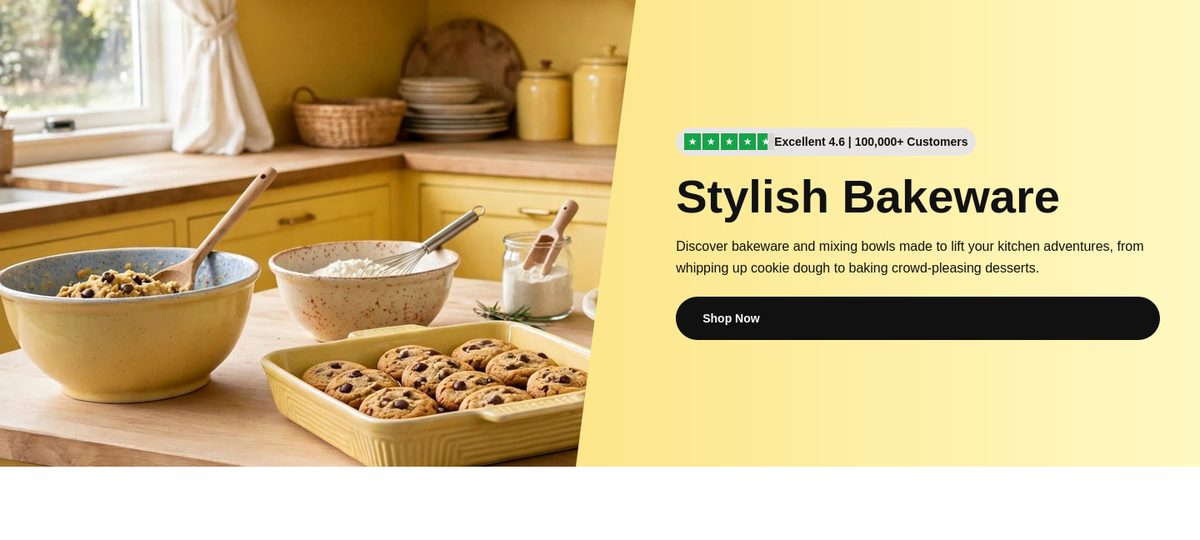 Excellent 4.6 | 100,000+ Customers
Stylish Bakeware
Discover bakeware and mixing bowls made to lift your kitchen adventures, from
whipping up cookie dough to baking crowd-pleasing desserts.
Shop Now